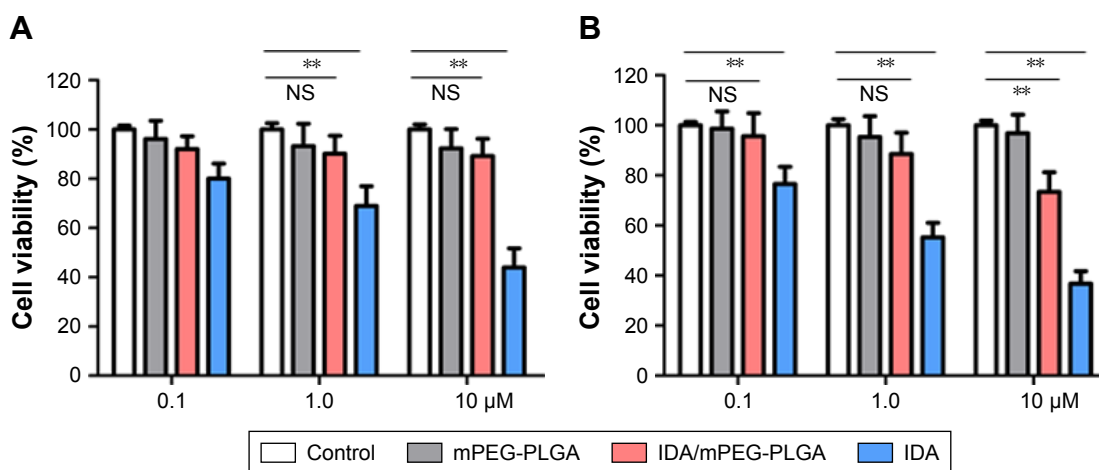 A
Cell viability (%)
120
100
80
60
40
20
0
**
NS
**
NS
0.1
1.0
10 μM
B
Cell viability (%)
120
100
80
60
40
20
0
**
NS
**
NS
**
**
0.1
1.0
10 μM
Control
mPEG-PLGA
IDA/mPEG-PLGA
IDA